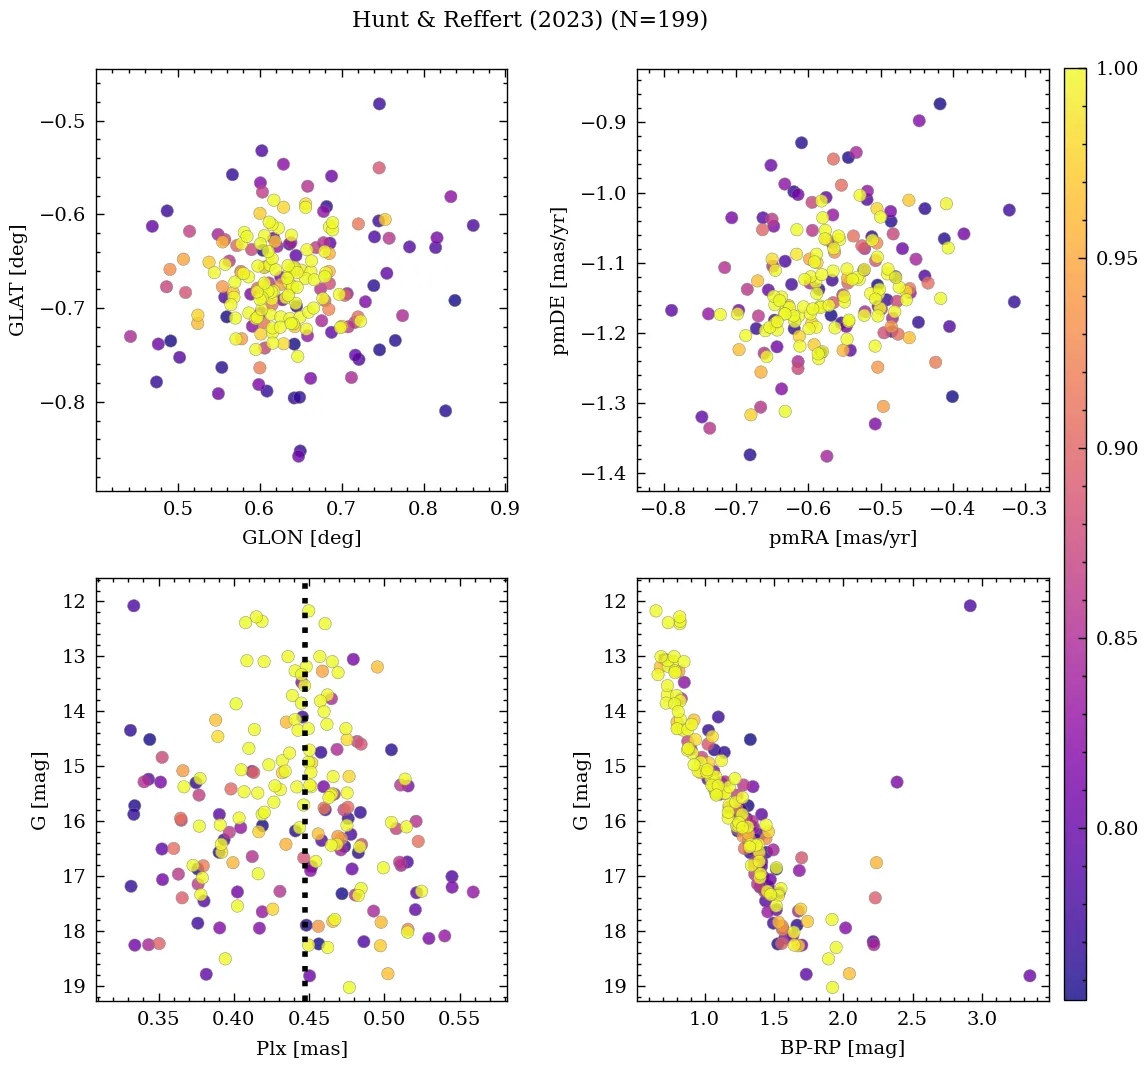 Hunt & Reffert (2023) (N=199)
−0.5
−0.6
−0.7
−0.8
GLAT [deg]
0.5 0.6 0.7 0.8 0.9
GLON [deg]
−0.9
−1.0
−1.1
−1.2
−1.3
−1.4
pmDE [mas/yr]
−0.8 −0.7 −0.6 −0.5 −0.4 −0.3
pmRA [mas/yr]
12
13
14
15
16
17
18
19
G [mag]
0.35 0.40 0.45 0.50 0.55
Plx [mas]
12
13
14
15
16
17
18
19
G [mag]
1.0 1.5 2.0 2.5 3.0
BP-RP [mag]
1.00
0.95
0.90
0.85
0.80